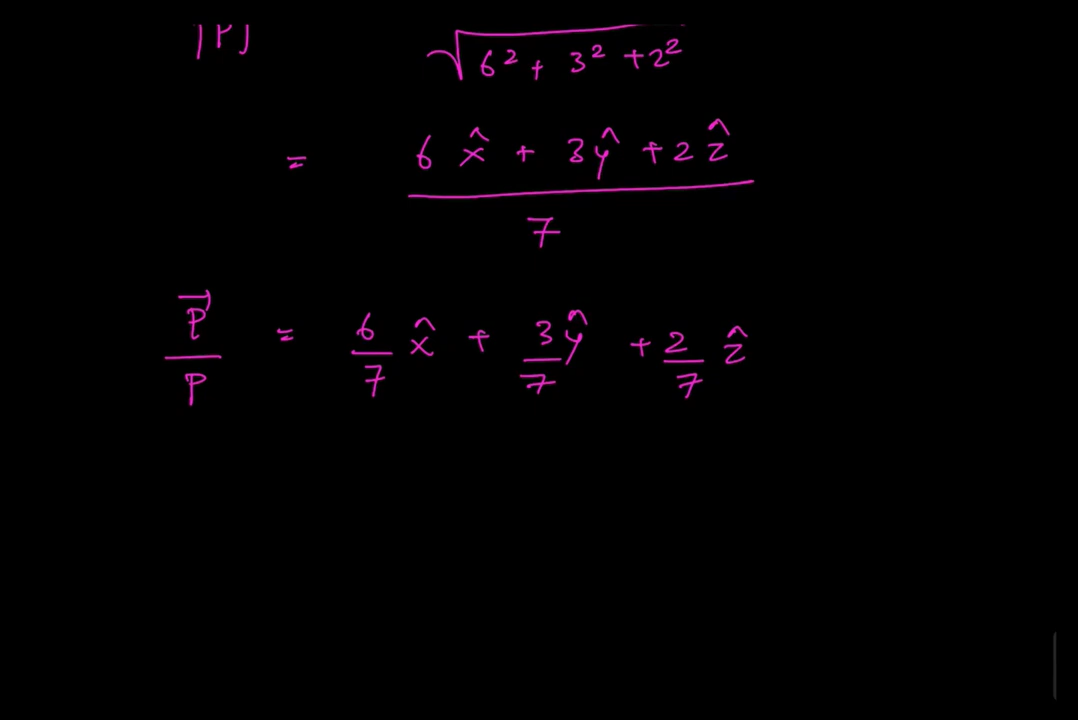 |P| √(6² + 3² + 2²)
= (6 x̂ + 3ŷ + 2 ẑ) / 7
P⃗ / P = 6/7 x̂ + 3/7 ŷ + 2/7 ẑ